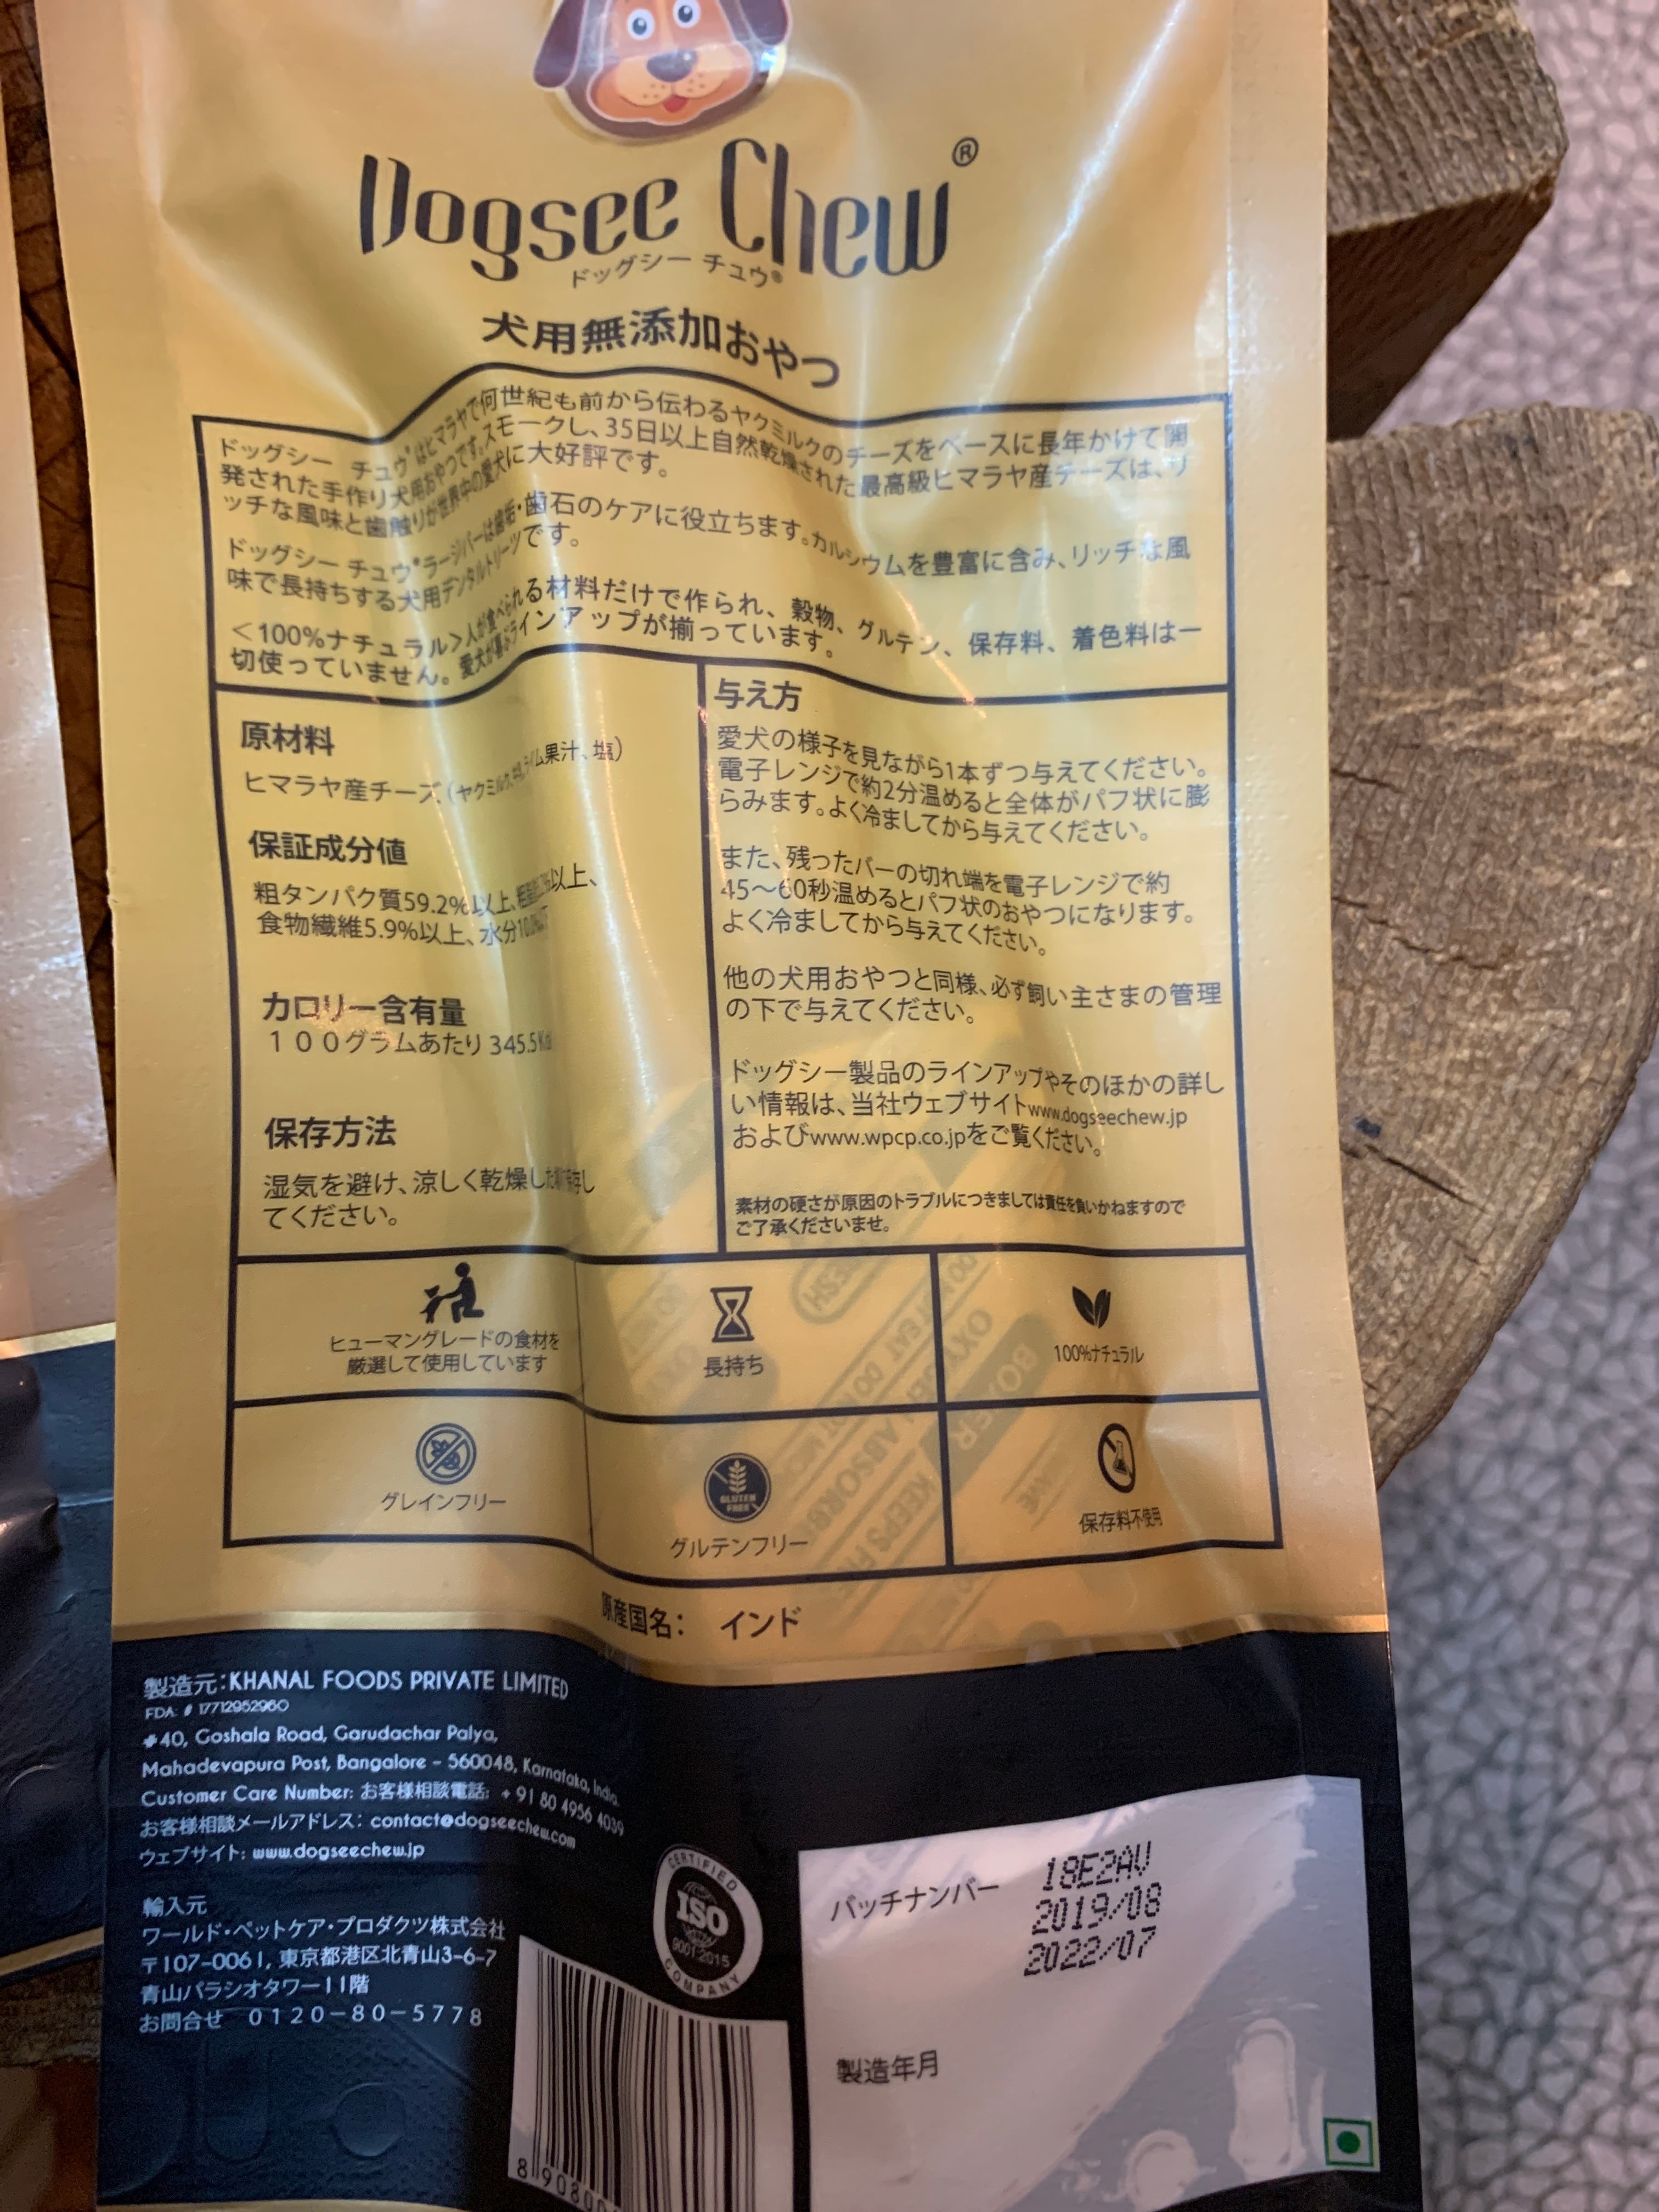 Dogsee Chew®
ドッグシー チュウ®
犬用無添加おやつ
ドッグシー チュウ®はヒマラヤで何世紀も前から伝わるヤクミルクのチーズをベースに長年かけて開
発された手作り犬用おやつです。スモークし、35日以上自然乾燥された最高級ヒマラヤ産チーズは、リ
ッチな風味と歯触りが世界中の愛犬に大好評です。
ドッグシー チュウ®ラージバーは歯垢・歯石のケアに役立ちます。カルシウムを豊富に含み、リッチな風
味で長持ちする犬用デンタルトリーツです。
＜100%ナチュラル＞人が食べられる材料だけで作られ、穀物、グルテン、保存料、着色料は一
切使っていません。愛犬が喜ぶラインアップが揃っています。
原材料
ヒマラヤ産チーズ(ヤクミルク、牛乳、ライム果汁、塩)
保証成分値
粗タンパク質59.2%以上、以上、
食物繊維5.9%以上、水分
カロリー含有量
100グラムあたり 345.5
保存方法
湿気を避け、涼しく乾燥した保存し
てください。
与え方
愛犬の様子を見ながら1本ずつ与えてください。
電子レンジで約2分温めると全体がパフ状に膨
らみます。よく冷ましてから与えてください。
また、残ったバーの切れ端を電子レンジで約
45～60秒温めるとパフ状のおやつになります。
よく冷ましてから与えてください。
他の犬用おやつと同様、必ず飼い主さまの管理
の下で与えてください。
ドッグシー製品のラインアップやそのほかの詳し
い情報は、当社ウェブサイトwww.dogseechew.jp
およびwww.wpcp.co.jpをご覧ください。
素材の硬さが原因のトラブルにつきましては責任を負いかねますので
ご了承くださいませ。
ヒューマングレードの食材を
厳選して使用しています
長持ち
100%ナチュラル
グレインフリー
GLUTEN
FREE
グルテンフリー
保存料不使用
原産国名： インド
製造元：KHANAL FOODS PRIVATE LIMITED
FDA: # 17712952960
#40, Goshala Road, Garudachar Palya,
Mahadevapura Post, Bangalore - 560048, Karnataka, India.
Customer Care Number: お客様相談電話: + 91 80 4956 4039
お客様相談メールアドレス: contact@dogseechew.com
ウェブサイト: www.dogseechew.jp
輸入元
ワールド・ペットケア・プロダクツ株式会社
〒107-0061, 東京都港区北青山3-6-7
青山パラシオタワー11階
お問合せ 0120-80-5778
CERTIFIED
ISO
9001:2015
COMPANY
バッチナンバー
18E2AV
2019/08
2022/07
製造年月
8 90800